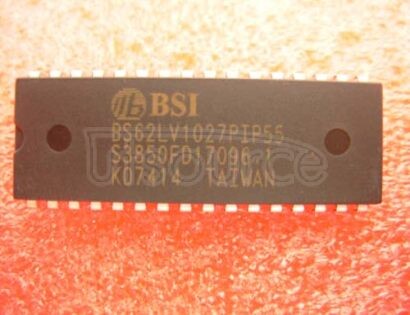 BSI
BS62LV1027PIP55
S3850FD17096.1
K07414 TAIWAN